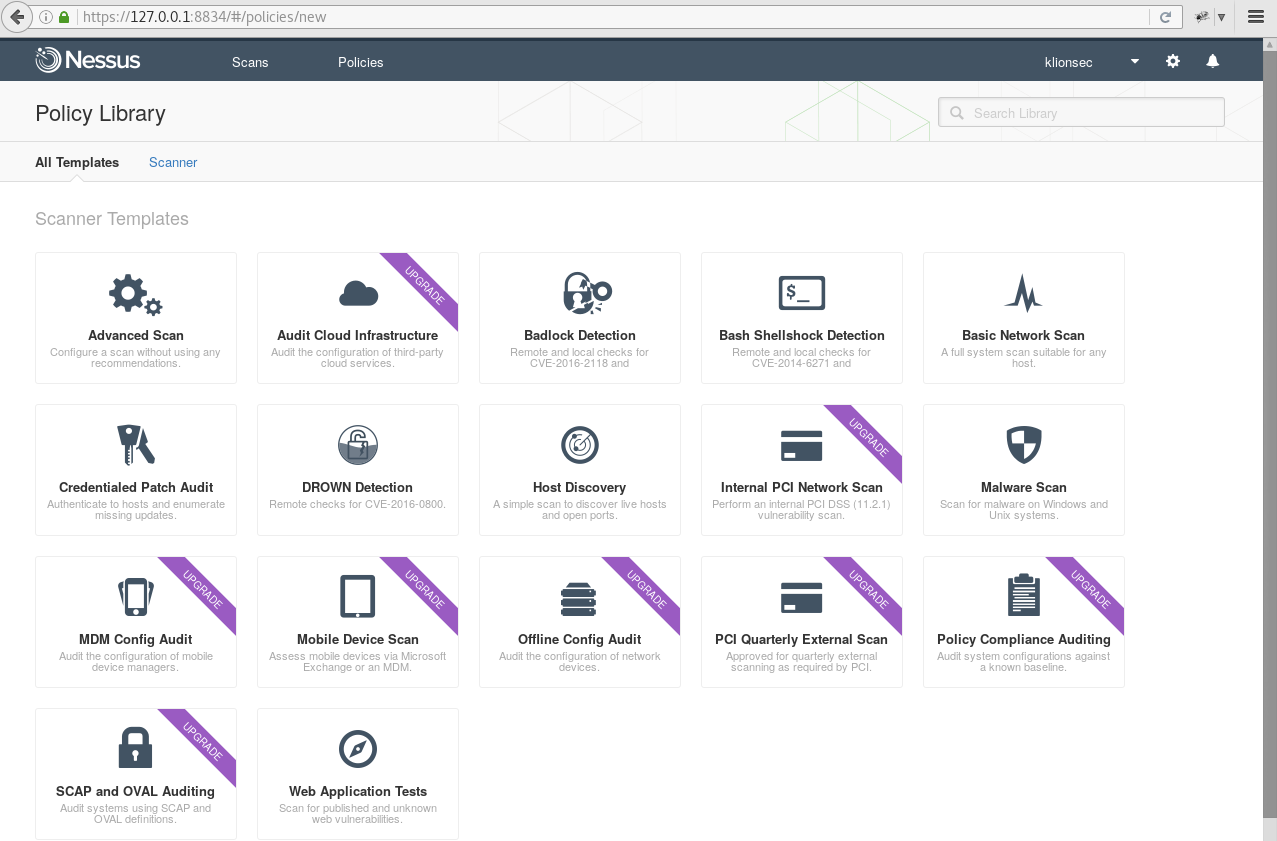 https://127.0.0.1:8834/#/policies/new
Nessus
Scans
Policies
klionsec
Policy Library
Search Library
All Templates
Scanner
Scanner Templates
Advanced Scan
Configure a scan without using any
recommendations.
UPGRADE
Audit Cloud Infrastructure
Audit the configuration of third-party
cloud services.
Badlock Detection
Remote and local checks for
CVE-2016-2118 and
$_
Bash Shellshock Detection
Remote and local checks for
CVE-2014-6271 and
Basic Network Scan
A full system scan suitable for any
host.
Credentialed Patch Audit
Authenticate to hosts and enumerate
missing updates.
DROWN Detection
Remote checks for CVE-2016-0800.
Host Discovery
A simple scan to discover live hosts
and open ports.
UPGRADE
Internal PCI Network Scan
Perform an internal PCI DSS (11.2.1)
vulnerability scan.
Malware Scan
Scan for malware on Windows and
Unix systems.
UPGRADE
MDM Config Audit
Audit the configuration of mobile
device managers.
UPGRADE
Mobile Device Scan
Assess mobile devices via Microsoft
Exchange or an MDM.
UPGRADE
Offline Config Audit
Audit the configuration of network
devices.
UPGRADE
PCI Quarterly External Scan
Approved for quarterly external
scanning as required by PCI.
UPGRADE
Policy Compliance Auditing
Audit system configurations against
a known baseline.
UPGRADE
SCAP and OVAL Auditing
Audit systems using SCAP and
OVAL definitions.
Web Application Tests
Scan for published and unknown
web vulnerabilities.